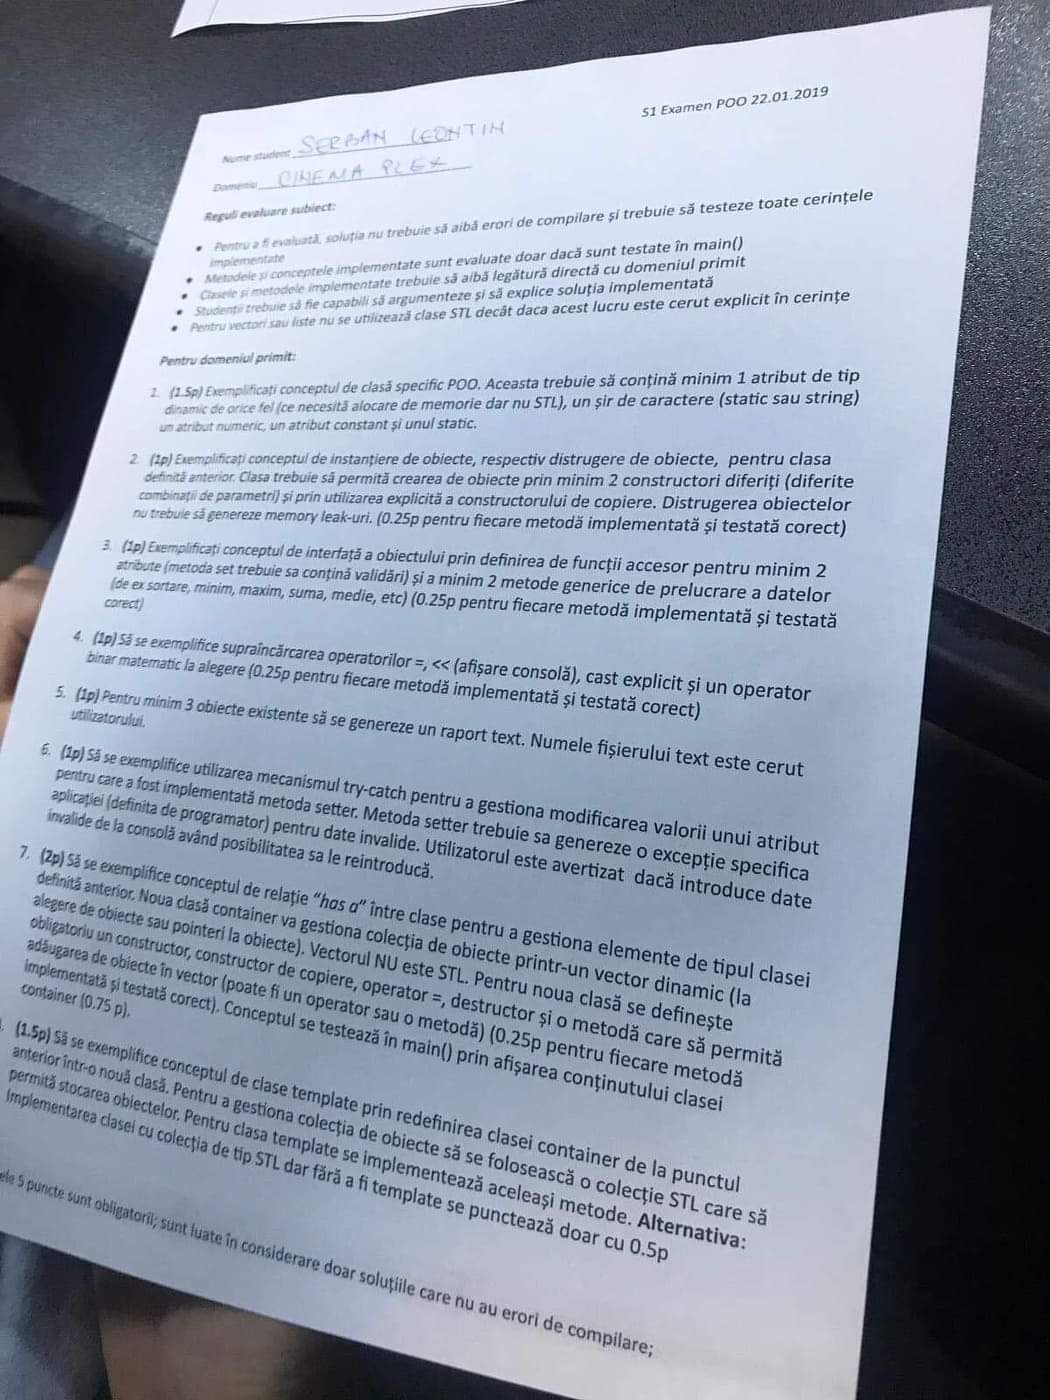 S1 Examen POO 22.01.2019
Nume student SERBAN LEONTIN
Domeniu CINEMA PLEX
Reguli evaluare subiect:
• Pentru a fi evaluată, soluția nu trebuie să aibă erori de compilare și trebuie să testeze toate cerințele
implementate
• Metodele și conceptele implementate sunt evaluate doar dacă sunt testate în main()
• Clasele și metodele implementate trebuie să aibă legătură directă cu domeniul primit
• Studenții trebuie să fie capabili să argumenteze și să explice soluția implementată
• Pentru vectori sau liste nu se utilizează clase STL decât daca acest lucru este cerut explicit în cerințe
Pentru domeniul primit:
1. (1.5p) Exemplificați conceptul de clasă specific POO. Aceasta trebuie să conțină minim 1 atribut de tip
dinamic de orice fel (ce necesită alocare de memorie dar nu STL), un șir de caractere (static sau string)
un atribut numeric, un atribut constant și unul static.
2. (1p) Exemplificați conceptul de instanțiere de obiecte, respectiv distrugere de obiecte, pentru clasa
definită anterior. Clasa trebuie să permită crearea de obiecte prin minim 2 constructori diferiți (diferite
combinații de parametri) și prin utilizarea explicită a constructorului de copiere. Distrugerea obiectelor
nu trebuie să genereze memory leak-uri. (0.25p pentru fiecare metodă implementată și testată corect)
3. (1p) Exemplificați conceptul de interfață a obiectului prin definirea de funcții accesor pentru minim 2
atribute (metoda set trebuie sa conțină validări) și a minim 2 metode generice de prelucrare a datelor
(de ex sortare, minim, maxim, suma, medie, etc) (0.25p pentru fiecare metodă implementată și testată
corect)
4. (1p) Să se exemplifice supraîncărcarea operatorilor =, << (afișare consolă), cast explicit și un operator
binar matematic la alegere (0.25p pentru fiecare metodă implementată și testată corect)
5. (1p) Pentru minim 3 obiecte existente să se genereze un raport text. Numele fișierului text este cerut
utilizatorului.
6. (1p) Să se exemplifice utilizarea mecanismul try-catch pentru a gestiona modificarea valorii unui atribut
pentru care a fost implementată metoda setter. Metoda setter trebuie sa genereze o excepție specifica
aplicației (definita de programator) pentru date invalide. Utilizatorul este avertizat dacă introduce date
invalide de la consolă având posibilitatea sa le reintroducă.
7. (2p) Să se exemplifice conceptul de relație "has a" între clase pentru a gestiona elemente de tipul clasei
definită anterior. Noua clasă container va gestiona colecția de obiecte printr-un vector dinamic (la
alegere de obiecte sau pointeri la obiecte). Vectorul NU este STL. Pentru noua clasă se definește
obligatoriu un constructor, constructor de copiere, operator =, destructor și o metodă care să permită
adăugarea de obiecte în vector (poate fi un operator sau o metodă) (0.25p pentru fiecare metodă
implementată și testată corect). Conceptul se testează în main() prin afișarea conținutului clasei
container (0.75 p).
(1.5p) Să se exemplifice conceptul de clase template prin redefinirea clasei container de la punctul
anterior într-o nouă clasă. Pentru a gestiona colecția de obiecte să se folosească o colecție STL care să
permită stocarea obiectelor. Pentru clasa template se implementează aceleași metode. Alternativa:
Implementarea clasei cu colecția de tip STL dar fără a fi template se punctează doar cu 0.5p
5 puncte sunt obligatorii; sunt luate în considerare doar soluțiile care nu au erori de compilare;